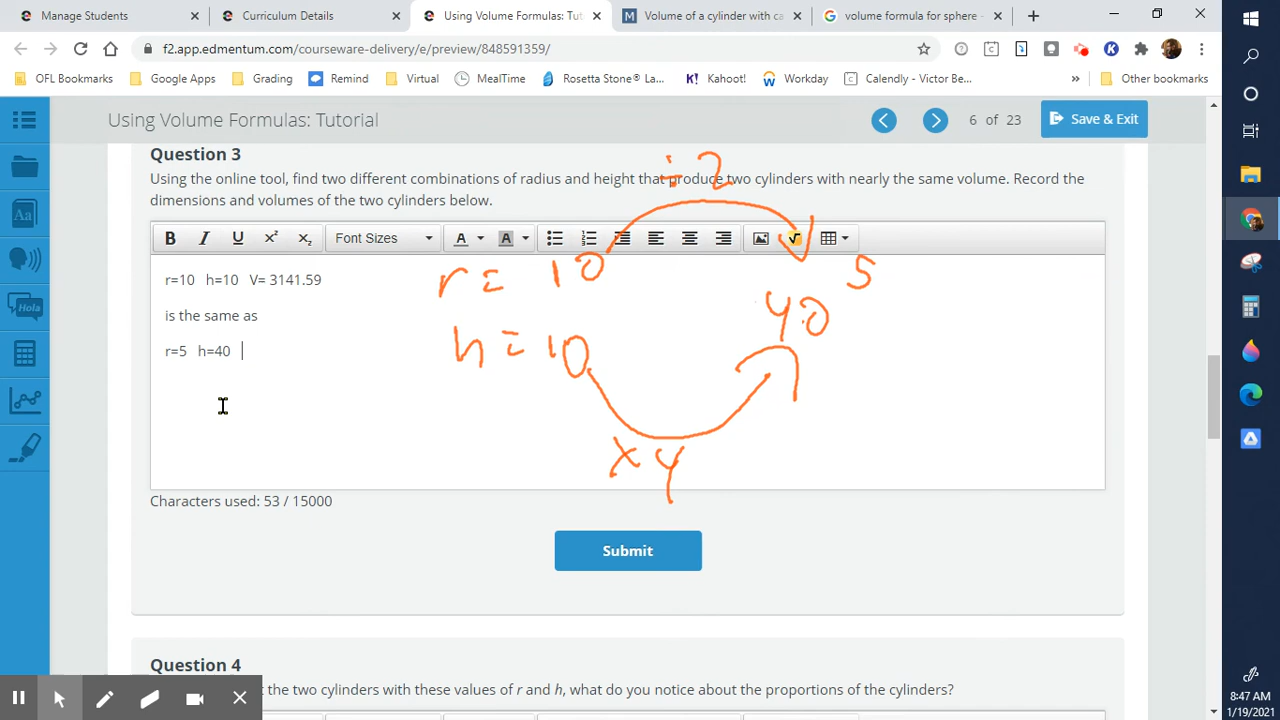 Manage Students
Curriculum Details
Using Volume Formulas: Tut
Volume of a cylinder with ca
volume formula for sphere -
f2.app.edmentum.com/courseware-delivery/e/preview/848591359/
OFL Bookmarks
Google Apps
Grading
Remind
Virtual
MealTime
Rosetta Stone® La...
Kahoot!
Workday
Calendly - Victor Be...
»
Other bookmarks
Using Volume Formulas: Tutorial
6 of 23
Save & Exit
Question 3
Using the online tool, find two different combinations of radius and height that produce two cylinders with nearly the same volume. Record the
dimensions and volumes of the two cylinders below.
÷ 2
B I U X² X₂ Font Sizes A A
r=10 h=10 V= 3141.59
r = 10 5
is the same as
h = 10 40
r=5 h=40
x 4
Characters used: 53 / 15000
Submit
Question 4
t the two cylinders with these values of r and h, what do you notice about the proportions of the cylinders?
Hola
Aa
8:47 AM
1/19/2021